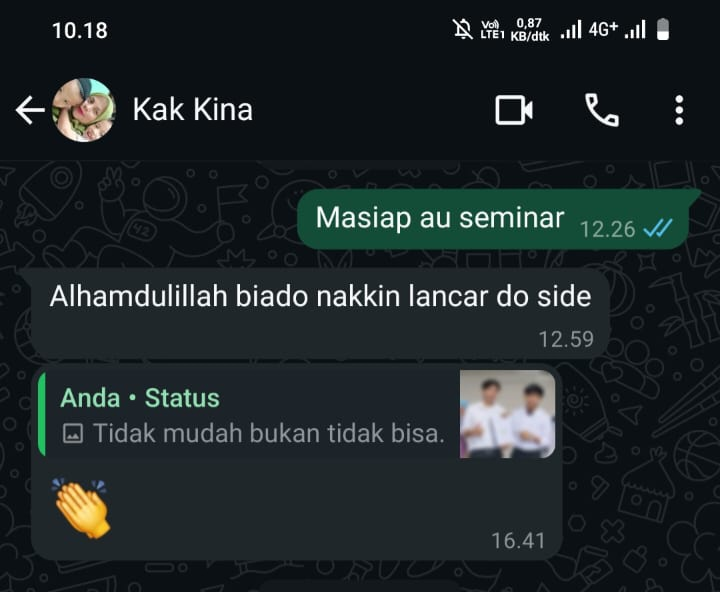 10.18
Vo) LTE1 0,87 KB/dtk 4G+
Kak Kina
Masiap au seminar 12.26
Alhamdulillah biado nakkin lancar do side
12.59
Anda • Status
Tidak mudah bukan tidak bisa.
16.41